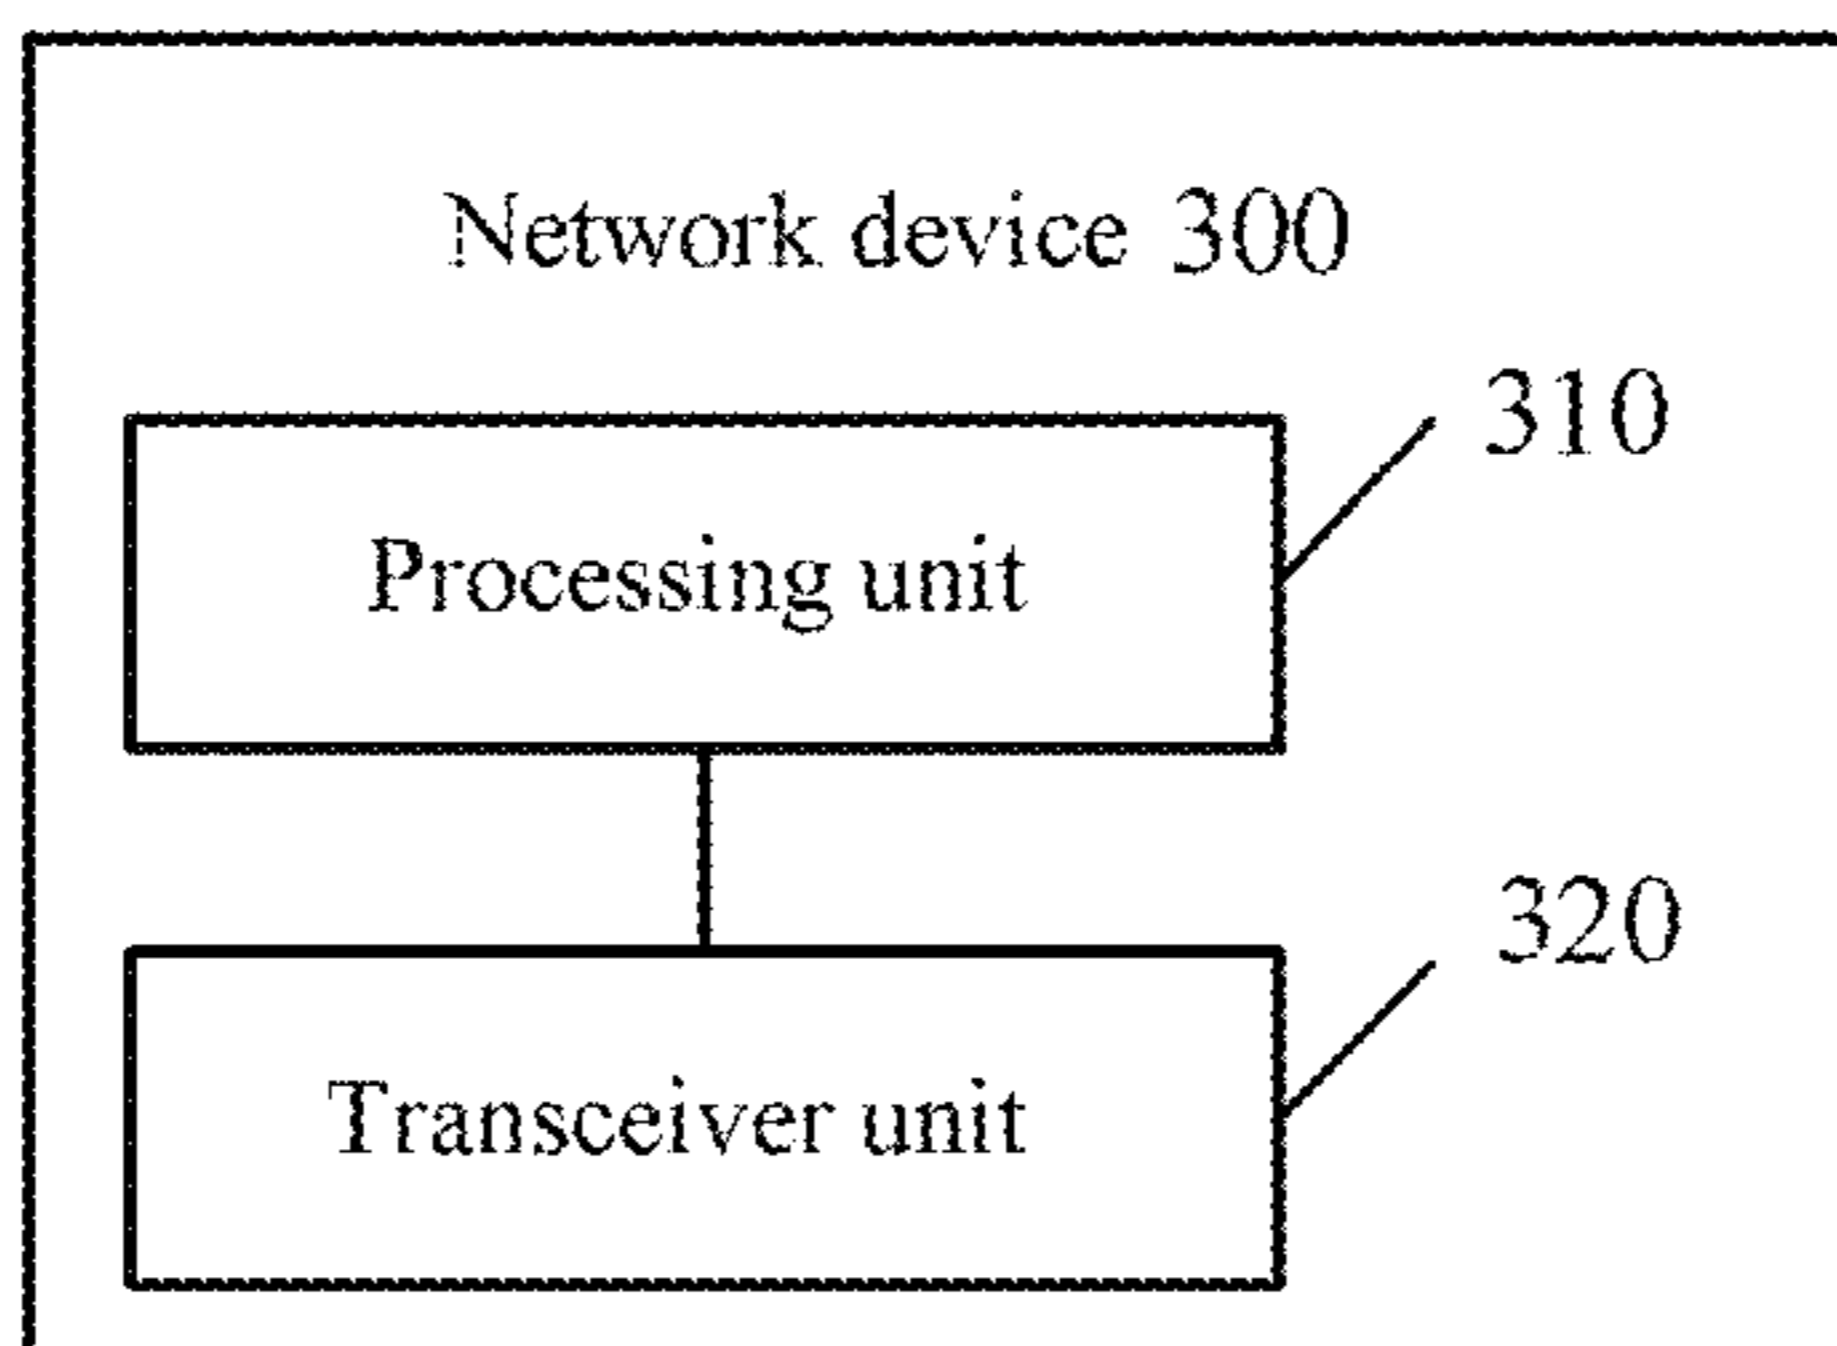 Network device 300
310
Processing unit
320
Transceiver unit